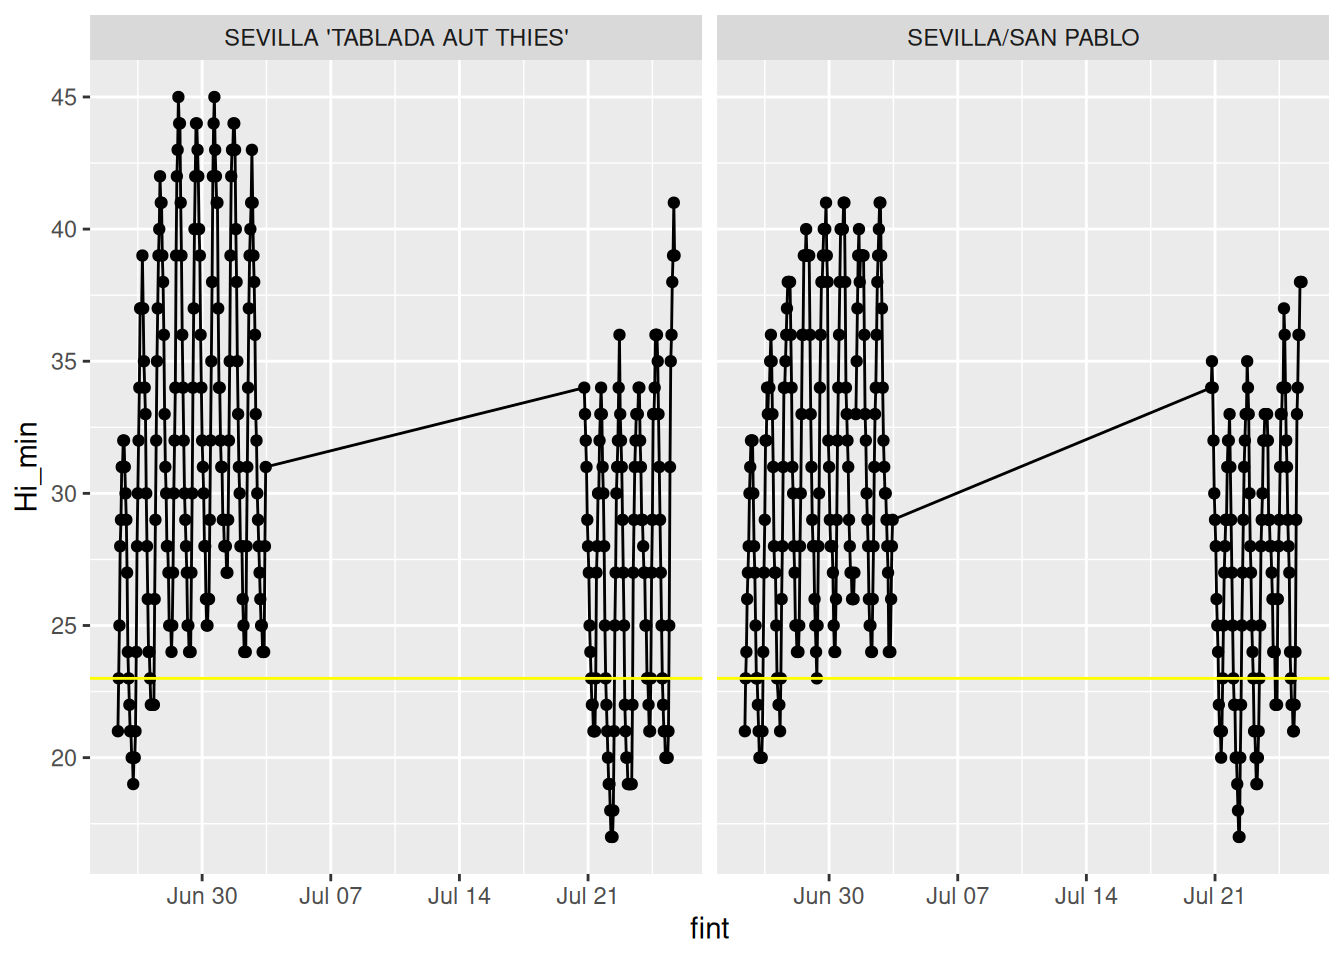 SEVILLA 'TABLADA AUT THIES' SEVILLA/SAN PABLO
45
40
35
30
25
20
Hi_min
Jun 30 Jul 07 Jul 14 Jul 21 Jun 30 Jul 07 Jul 14 Jul 21
fint